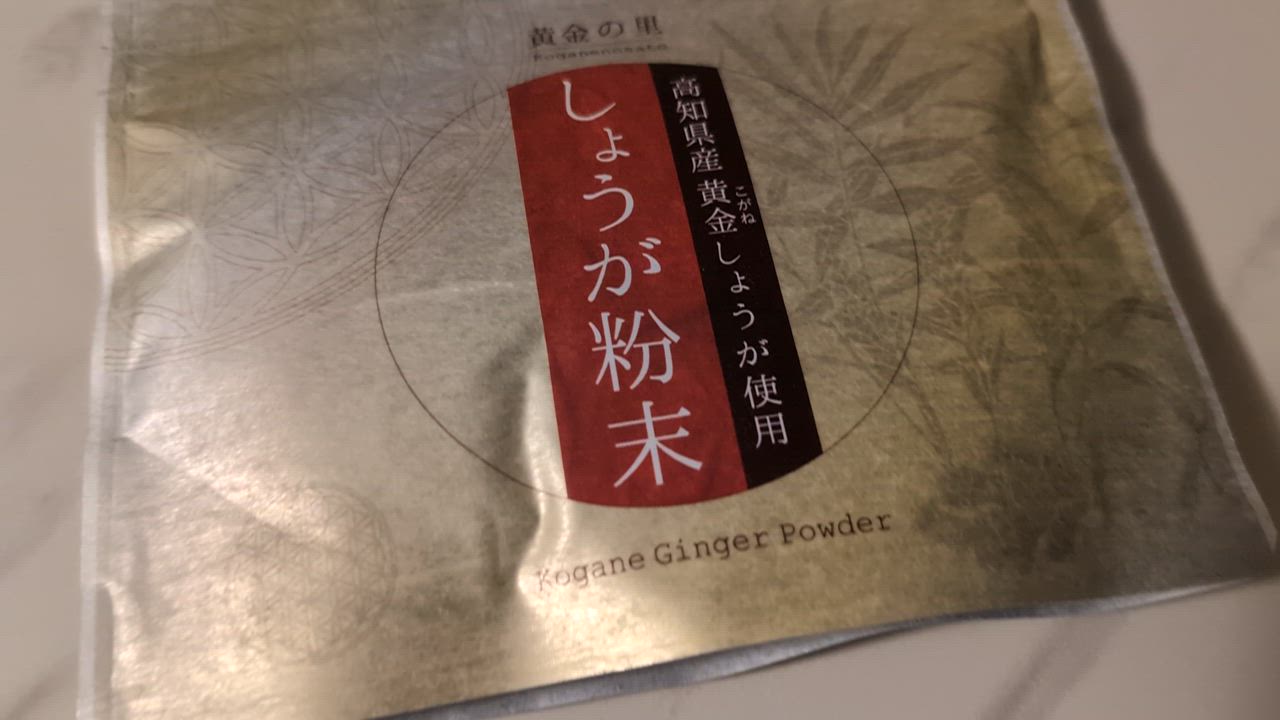 黄金の里
Koganenosato
高知県産黄金しょうが使用
こがね
しょうが粉末
Kogane Ginger Powder